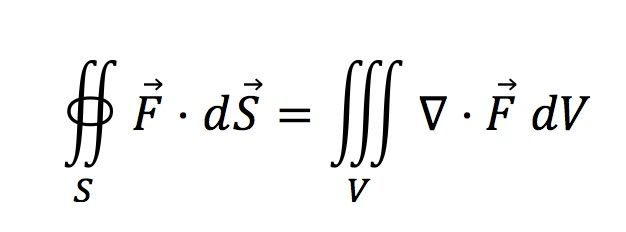 ∯_S F⃗ · dS⃗ = ∭_V ∇ · F⃗ dV